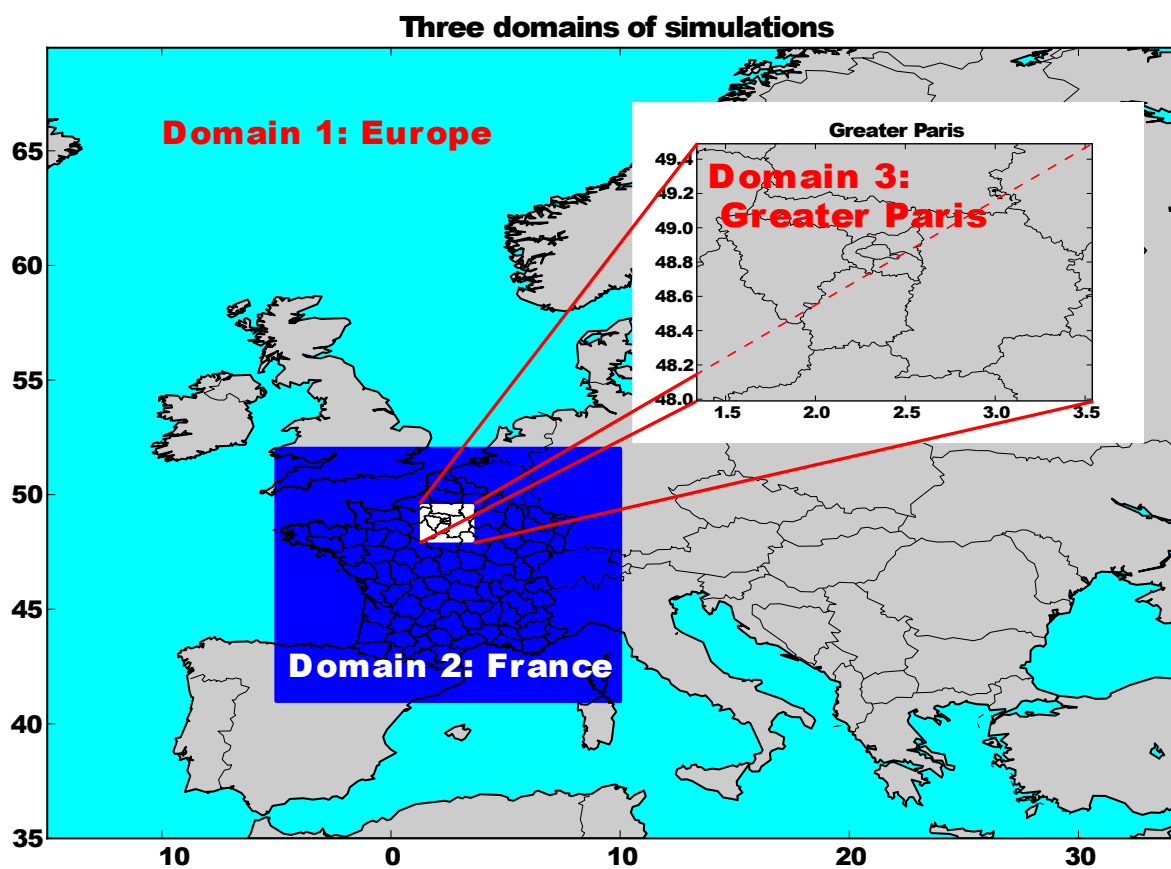 Three domains of simulations
Domain 1: Europe
Greater Paris
Domain 3:
Greater Paris
49.4
49.2
49.0
48.8
48.6
48.4
48.2
48.0
1.5 2.0 2.5 3.0 3.5
Domain 2: France
65
60
55
50
45
40
35
10 0 10 20 30